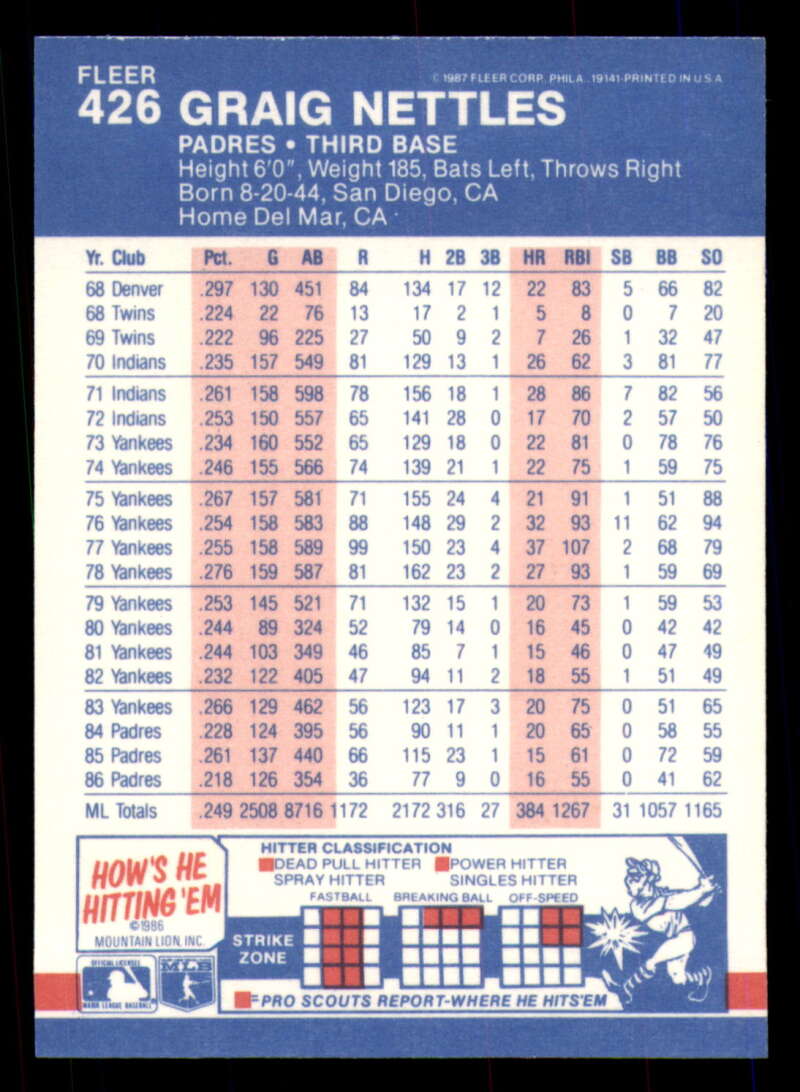 FLEER
© 1987 FLEER CORP. PHILA. 19141-PRINTED IN U S A
426 GRAIG NETTLES
PADRES • THIRD BASE
Height 6'0", Weight 185, Bats Left, Throws Right
Born 8-20-44, San Diego, CA
Home Del Mar, CA
Yr. Club Pct. G AB R H 2B 3B HR RBI SB BB SO
68 Denver .297 130 451 84 134 17 12 22 83 5 66 82
68 Twins .224 22 76 13 17 2 1 5 8 0 7 20
69 Twins .222 96 225 27 50 9 2 7 26 1 32 47
70 Indians .235 157 549 81 129 13 1 26 62 3 81 77
71 Indians .261 158 598 78 156 18 1 28 86 7 82 56
72 Indians .253 150 557 65 141 28 0 17 70 2 57 50
73 Yankees .234 160 552 65 129 18 0 22 81 0 78 76
74 Yankees .246 155 566 74 139 21 1 22 75 1 59 75
75 Yankees .267 157 581 71 155 24 4 21 91 1 51 88
76 Yankees .254 158 583 88 148 29 2 32 93 11 62 94
77 Yankees .255 158 589 99 150 23 4 37 107 2 68 79
78 Yankees .276 159 587 81 162 23 2 27 93 1 59 69
79 Yankees .253 145 521 71 132 15 1 20 73 1 59 53
80 Yankees .244 89 324 52 79 14 0 16 45 0 42 42
81 Yankees .244 103 349 46 85 7 1 15 46 0 47 49
82 Yankees .232 122 405 47 94 11 2 18 55 1 51 49
83 Yankees .266 129 462 56 123 17 3 20 75 0 51 65
84 Padres .228 124 395 56 90 11 1 20 65 0 58 55
85 Padres .261 137 440 66 115 23 1 15 61 0 72 59
86 Padres .218 126 354 36 77 9 0 16 55 0 41 62
ML Totals .249 2508 8716 1172 2172 316 27 384 1267 31 1057 1165
HOW'S HE
HITTING 'EM
©1986
MOUNTAIN LION, INC.
HITTER CLASSIFICATION
DEAD PULL HITTER POWER HITTER
SPRAY HITTER SINGLES HITTER
FASTBALL BREAKING BALL OFF-SPEED
STRIKE
ZONE
=PRO SCOUTS REPORT-WHERE HE HITS'EM
OFFICIAL LICENSEE
MAJOR LEAGUE BASEBALL
MLB